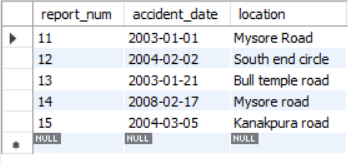 report_num accident_date location
11 2003-01-01 Mysore Road
12 2004-02-02 South end circle
13 2003-01-21 Bull temple road
14 2008-02-17 Mysore road
15 2004-03-05 Kanakpura road
NULL NULL NULL